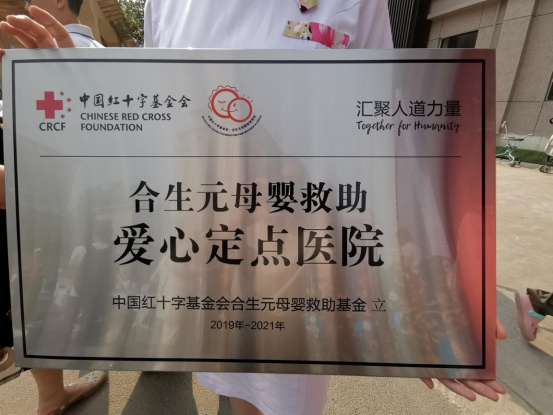 中国红十字基金会
CHINESE RED CROSS
FOUNDATION
CRCF
汇聚人道力量
Together for Humanity
合生元母婴救助
爱心定点医院
中国红十字基金会合生元母婴救助基金 立
2019年-2021年